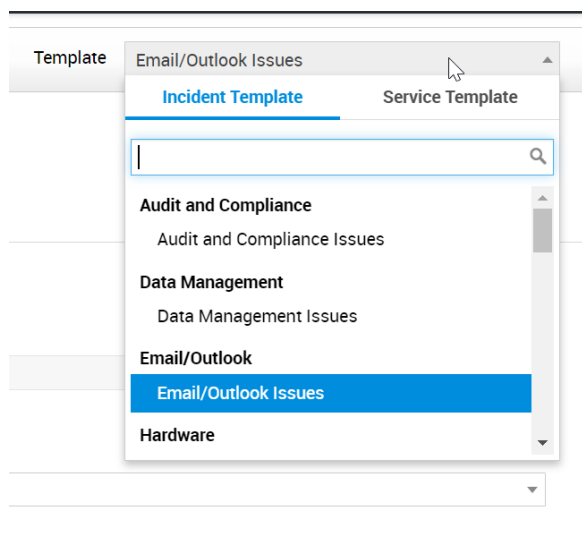 Template
Email/Outlook Issues
Incident Template
Service Template
Audit and Compliance
Audit and Compliance Issues
Data Management
Data Management Issues
Email/Outlook
Email/Outlook Issues
Hardware